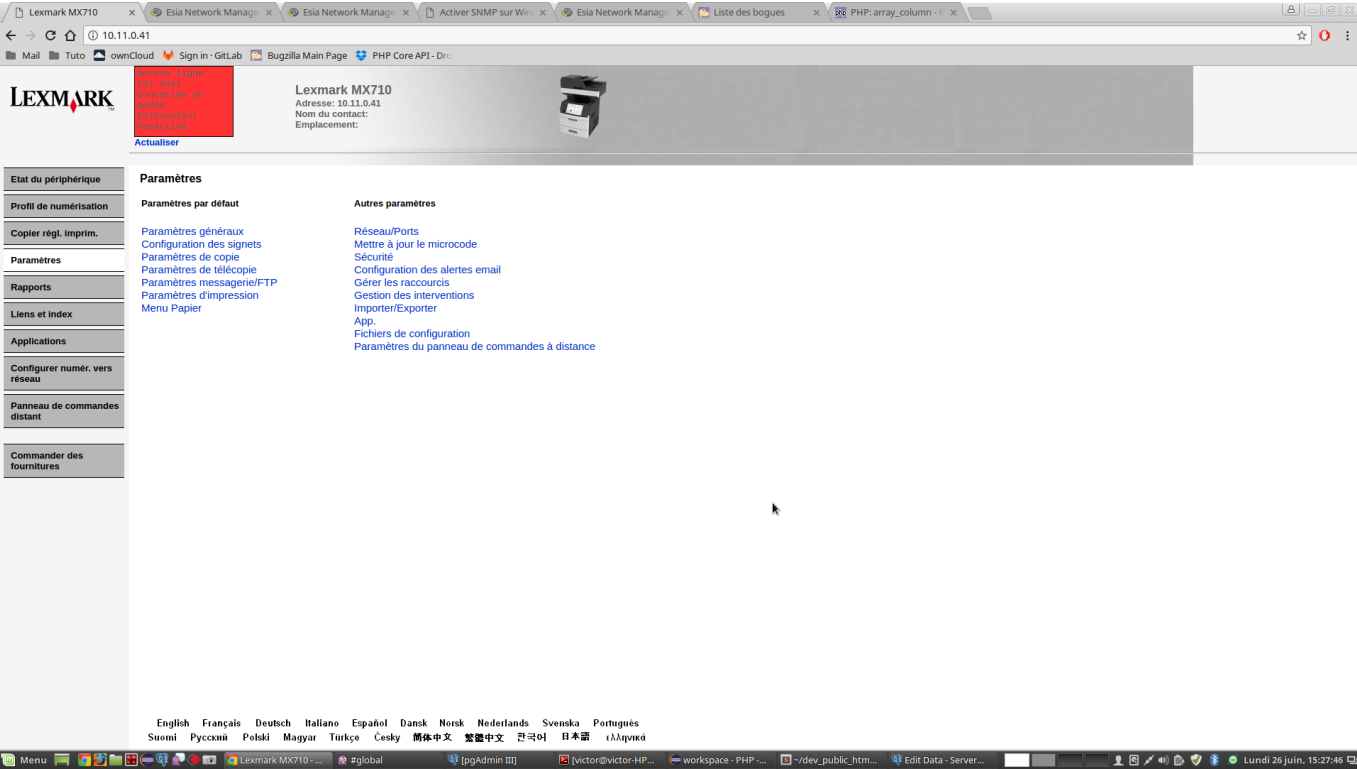 Lexmark MX710
Esia Network Manage
Esia Network Manage
Activer SNMP sur Win
Esia Network Manage
Liste des bogues
PHP: array_column -
10.11.0.41
Mail
Tuto
ownCloud
Sign in · GitLab
Bugzilla Main Page
PHP Core API - Dro
LEXMARK
Aucune ligne
tél anal.
connectée au
modem
télécopieur
désactivé.
Actualiser
Lexmark MX710
Adresse: 10.11.0.41
Nom du contact:
Emplacement:
Etat du périphérique
Profil de numérisation
Copier régl. imprim.
Paramètres
Rapports
Liens et index
Applications
Configurer numér. vers
réseau
Panneau de commandes
distant
Commander des
fournitures
Paramètres
Paramètres par défaut
Paramètres généraux
Configuration des signets
Paramètres de copie
Paramètres de télécopie
Paramètres messagerie/FTP
Paramètres d'impression
Menu Papier
Autres paramètres
Réseau/Ports
Mettre à jour le microcode
Sécurité
Configuration des alertes email
Gérer les raccourcis
Gestion des interventions
Importer/Exporter
App.
Fichiers de configuration
Paramètres du panneau de commandes à distance
English Français Deutsch Italiano Español Dansk Norsk Nederlands Svenska Português
Suomi Русский Polski Magyar Türkçe Česky 简体中文 繁體中文 한국어 日本語 ελληνικά
Menu
Lexmark MX710 - ...
#global
[pgAdmin III]
[victor@victor-HP...
workspace - PHP -...
~/dev_public_htm...
Edit Data - Server...
Lundi 26 juin, 15:27:46